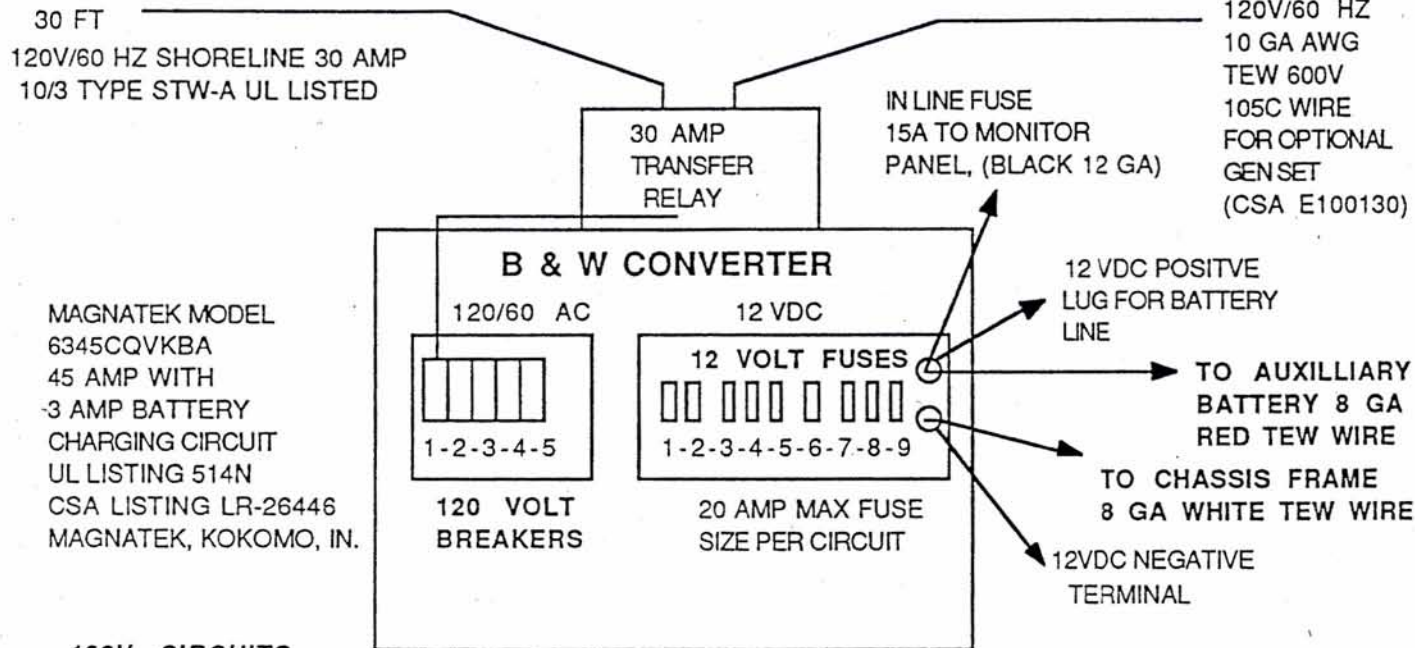 30 FT
120V/60 HZ SHORELINE 30 AMP
10/3 TYPE STW-A UL LISTED
120V/60 HZ
10 GA AWG
TEW 600V
105C WIRE
FOR OPTIONAL
GEN SET
(CSA E100130)
IN LINE FUSE
15A TO MONITOR
PANEL, (BLACK 12 GA)
30 AMP
TRANSFER
RELAY
B & W CONVERTER
120/60 AC
12 VDC
12 VOLT FUSES
1-2-3-4-5
1-2-3-4-5-6-7-8-9
120 VOLT
BREAKERS
20 AMP MAX FUSE
SIZE PER CIRCUIT
MAGNATEK MODEL
6345CQVKBA
45 AMP WITH
-3 AMP BATTERY
CHARGING CIRCUIT
UL LISTING 514N
CSA LISTING LR-26446
MAGNATEK, KOKOMO, IN.
12 VDC POSITVE
LUG FOR BATTERY
LINE
TO AUXILLIARY
BATTERY 8 GA
RED TEW WIRE
TO CHASSIS FRAME
8 GA WHITE TEW WIRE
12VDC NEGATIVE
TERMINAL
CIRCUITS